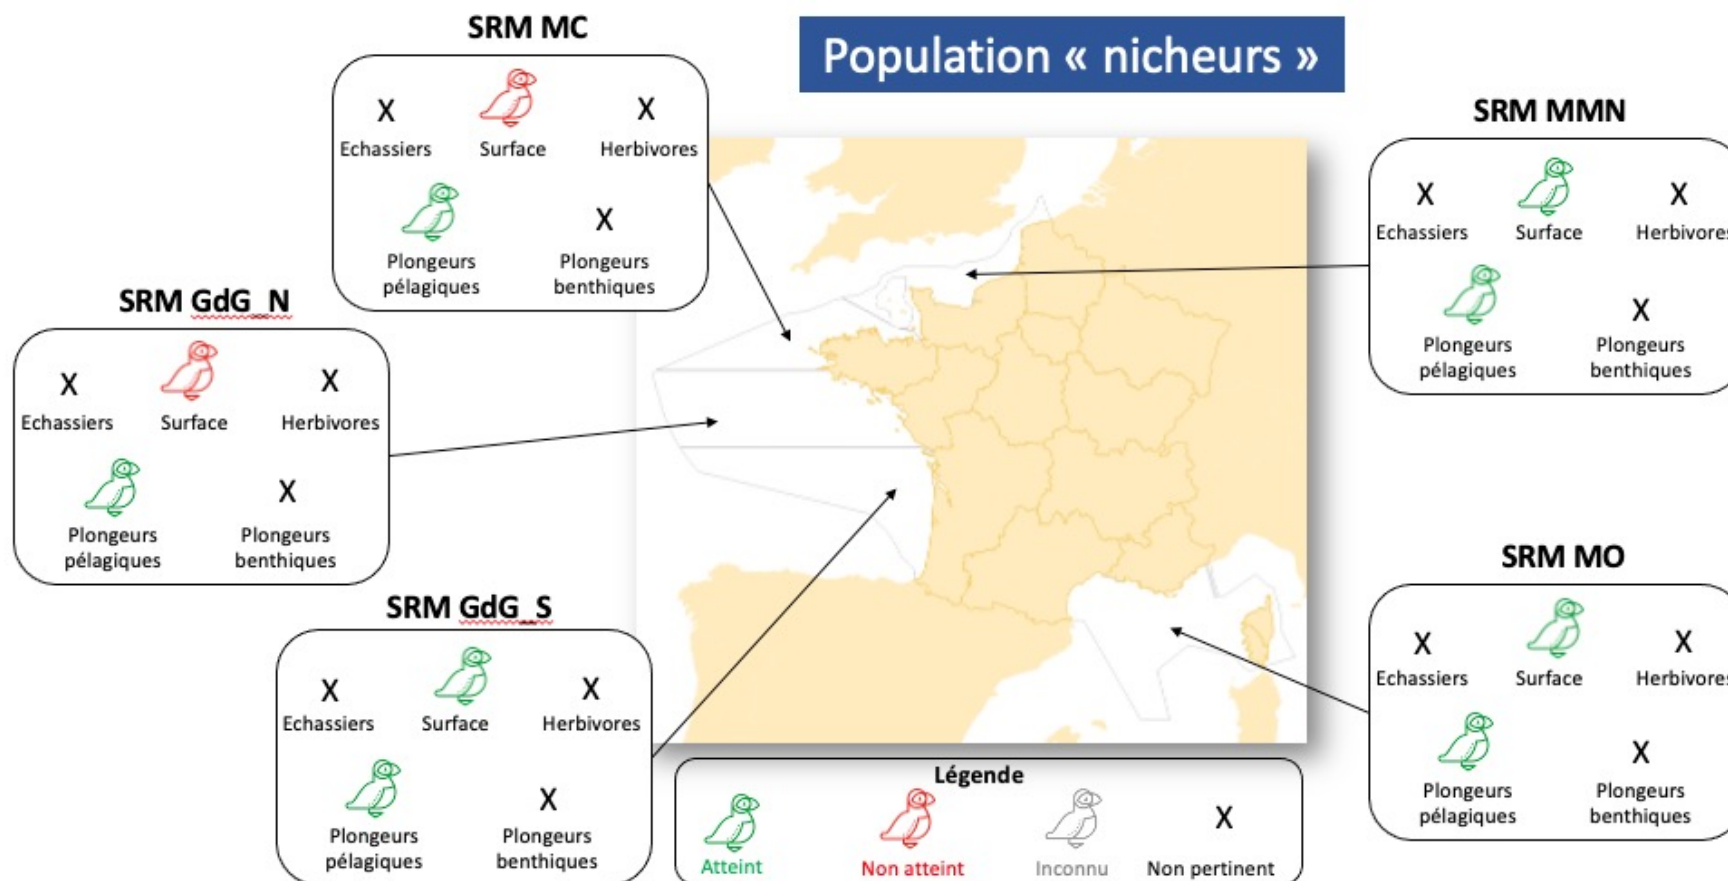 Population « nicheurs »
SRM MC
X X
Echassiers Surface Herbivores
X
Plongeurs Plongeurs
pélagiques benthiques
SRM MMN
X X
Echassiers Surface Herbivores
X
Plongeurs Plongeurs
pélagiques benthiques
SRM GdG_N
X X
Echassiers Surface Herbivores
X
Plongeurs Plongeurs
pélagiques benthiques
SRM GdG_S
X X
Echassiers Surface Herbivores
X
Plongeurs Plongeurs
pélagiques benthiques
SRM MO
X X
Echassiers Surface Herbivores
X
Plongeurs Plongeurs
pélagiques benthiques
Légende
X
Atteint Non atteint Inconnu Non pertinent